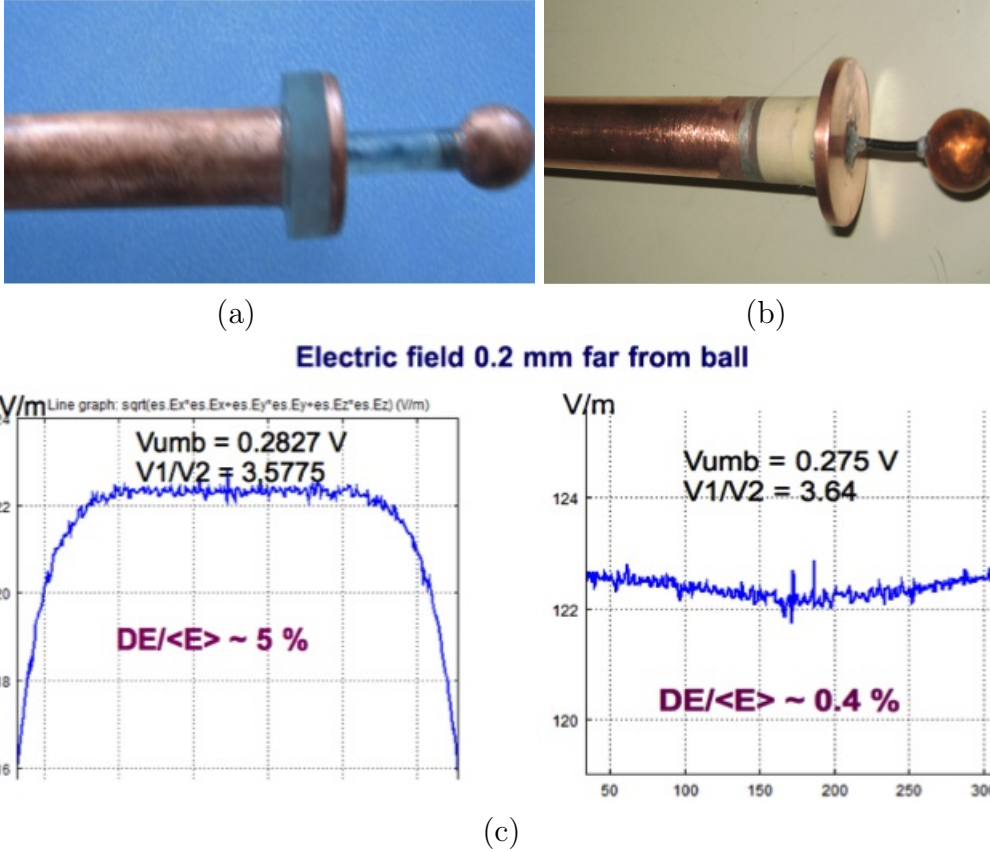 (a)
(b)
Electric field 0.2 mm far from ball
V/m
Line graph: sqrt(es.Ex*es.Ex+es.Ey*es.Ey+es.Ez*es.Ez) (V/m)
Vumb = 0.2827 V
V1/V2 = 3.5775
DE/<E> ~ 5 %
24
22
20
18
16
V/m
Vumb = 0.275 V
V1/V2 = 3.64
124
122
120
DE/<E> ~ 0.4 %
50 100 150 200 250 300
(c)